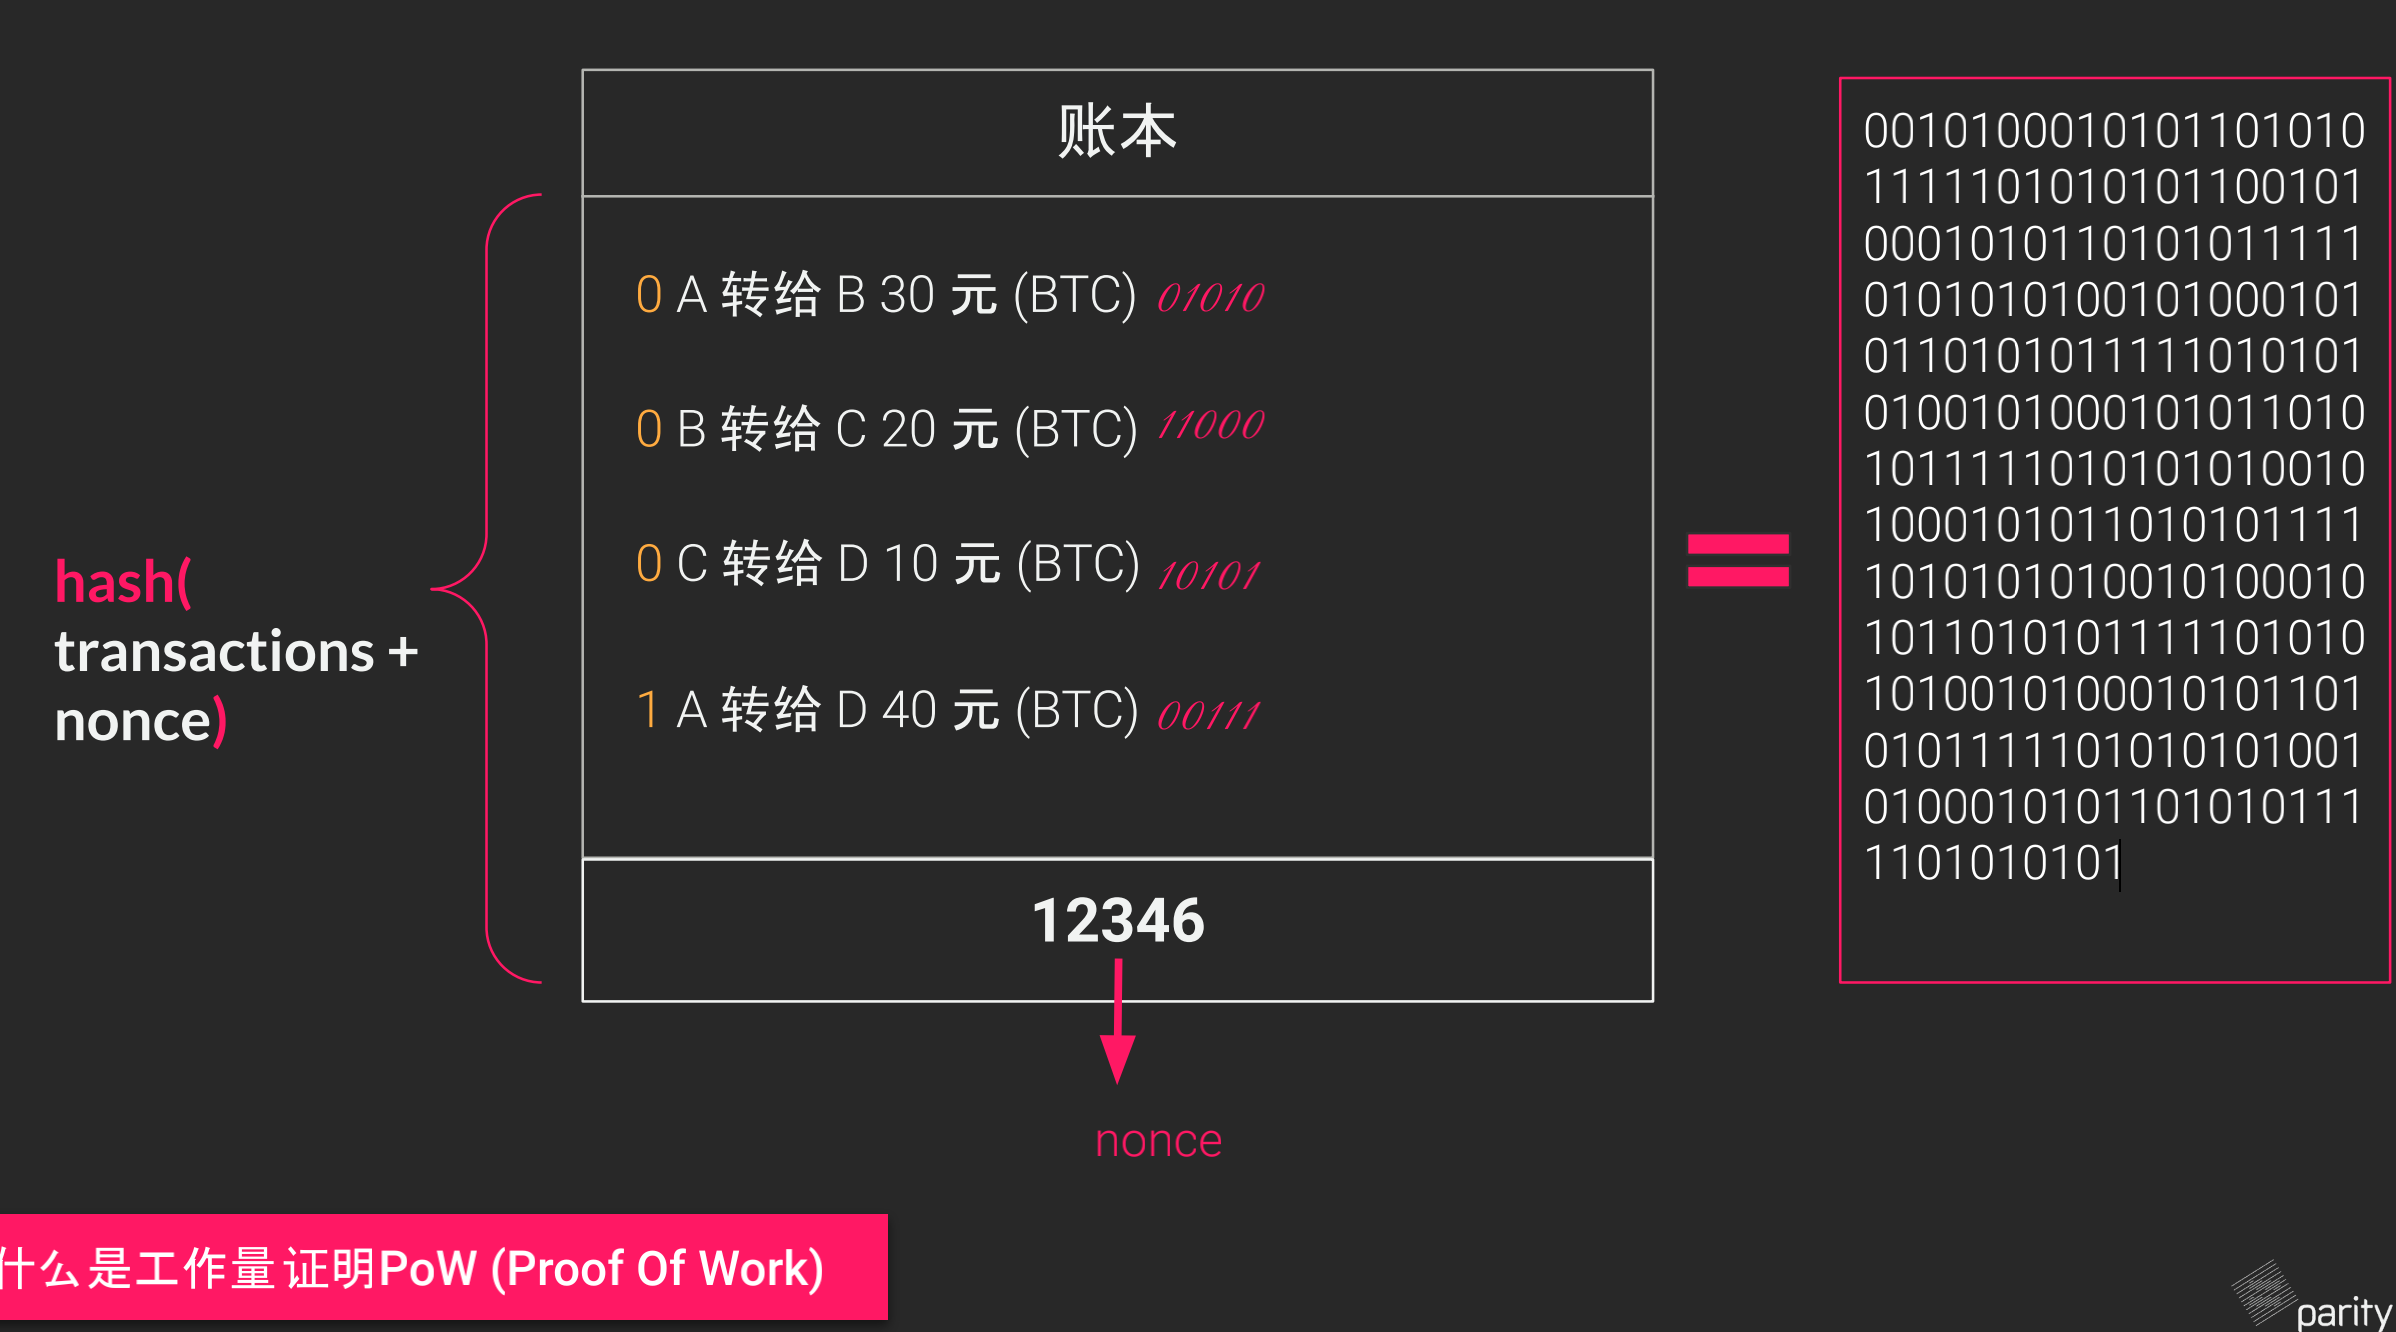 账本
0 A 转给 B 30 元 (BTC) 01010
0 B 转给 C 20 元 (BTC) 11000
0 C 转给 D 10 元 (BTC) 10101
1 A 转给 D 40 元 (BTC) 00111
12346
nonce
hash(
transactions +
nonce)
=
0010100010101101010
1111101010101100101
0001010110101011111
0101010100101000101
0110101011111010101
0100101000101011010
1011111010101010010
1000101011010101111
1010101010010100010
1011010101111101010
1010010100010101101
0101111101010101001
0100010101101010111
1101010101
什么是工作量证明PoW (Proof Of Work)
parity